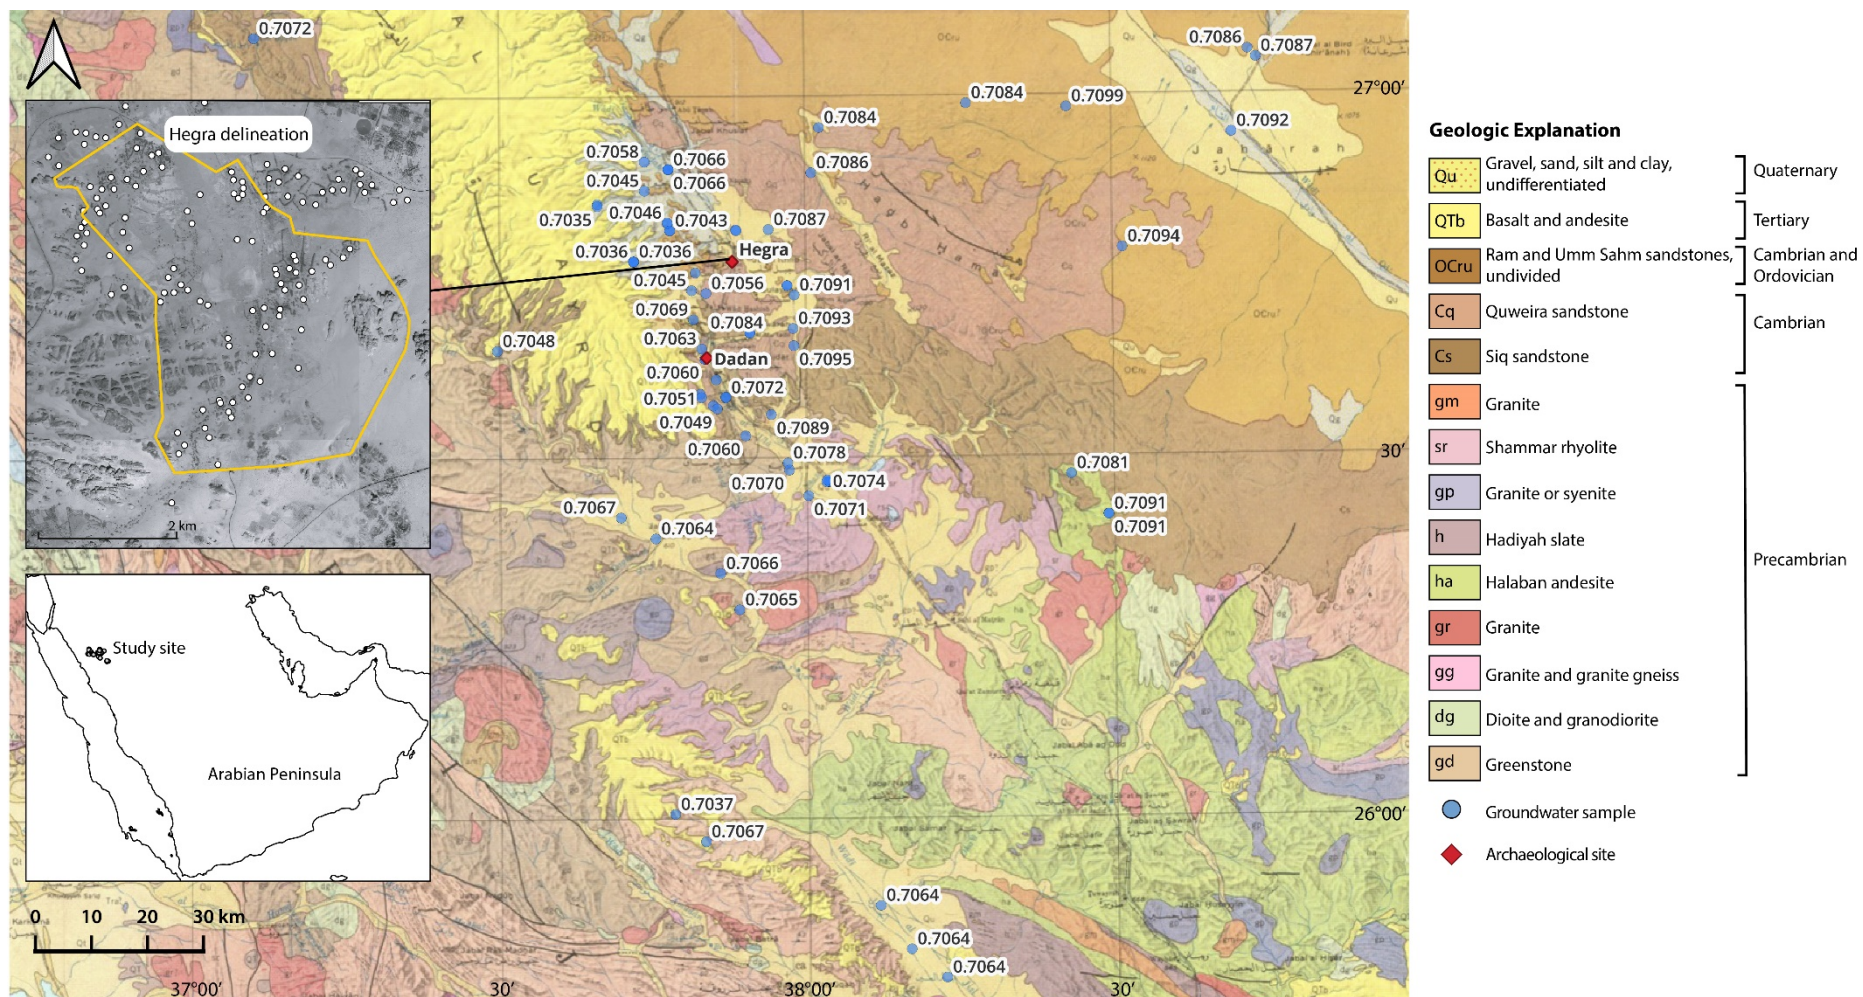 0.7072
Hegra delineation
2 km
Study site
Arabian Peninsula
0 10 20 30 km
0.7086
0.7087
27°00′
0.7084
0.7099
0.7092
0.7084
0.7058
0.7066
0.7086
0.7066
0.7045
0.7035
0.7046
0.7043
0.7087
0.7094
0.7036
0.7036
Hegra
0.7045
0.7056
0.7091
0.7069
0.7084
0.7093
0.7048
0.7063
Dadan
0.7095
0.7060
0.7072
0.7051
0.7049
0.7089
0.7060
0.7078
30′
0.7081
0.7070
0.7074
0.7067
0.7071
0.7091
0.7091
0.7064
0.7066
0.7065
0.7037
26°00′
0.7067
0.7064
0.7064
0.7064
37°00′
30′
38°00′
30′
Geologic Explanation
Qu Gravel, sand, silt and clay,
undifferentiated
Quaternary
QTb Basalt and andesite
Tertiary
OCru Ram and Umm Sahm sandstones,
undivided
Cambrian and
Ordovician
Cq Quweira sandstone
Cambrian
Cs Siq sandstone
gm Granite
sr Shammar rhyolite
gp Granite or syenite
h Hadiyah slate
Precambrian
ha Halaban andesite
gr Granite
gg Granite and granite gneiss
dg Dioite and granodiorite
gd Greenstone
Groundwater sample
Archaeological site